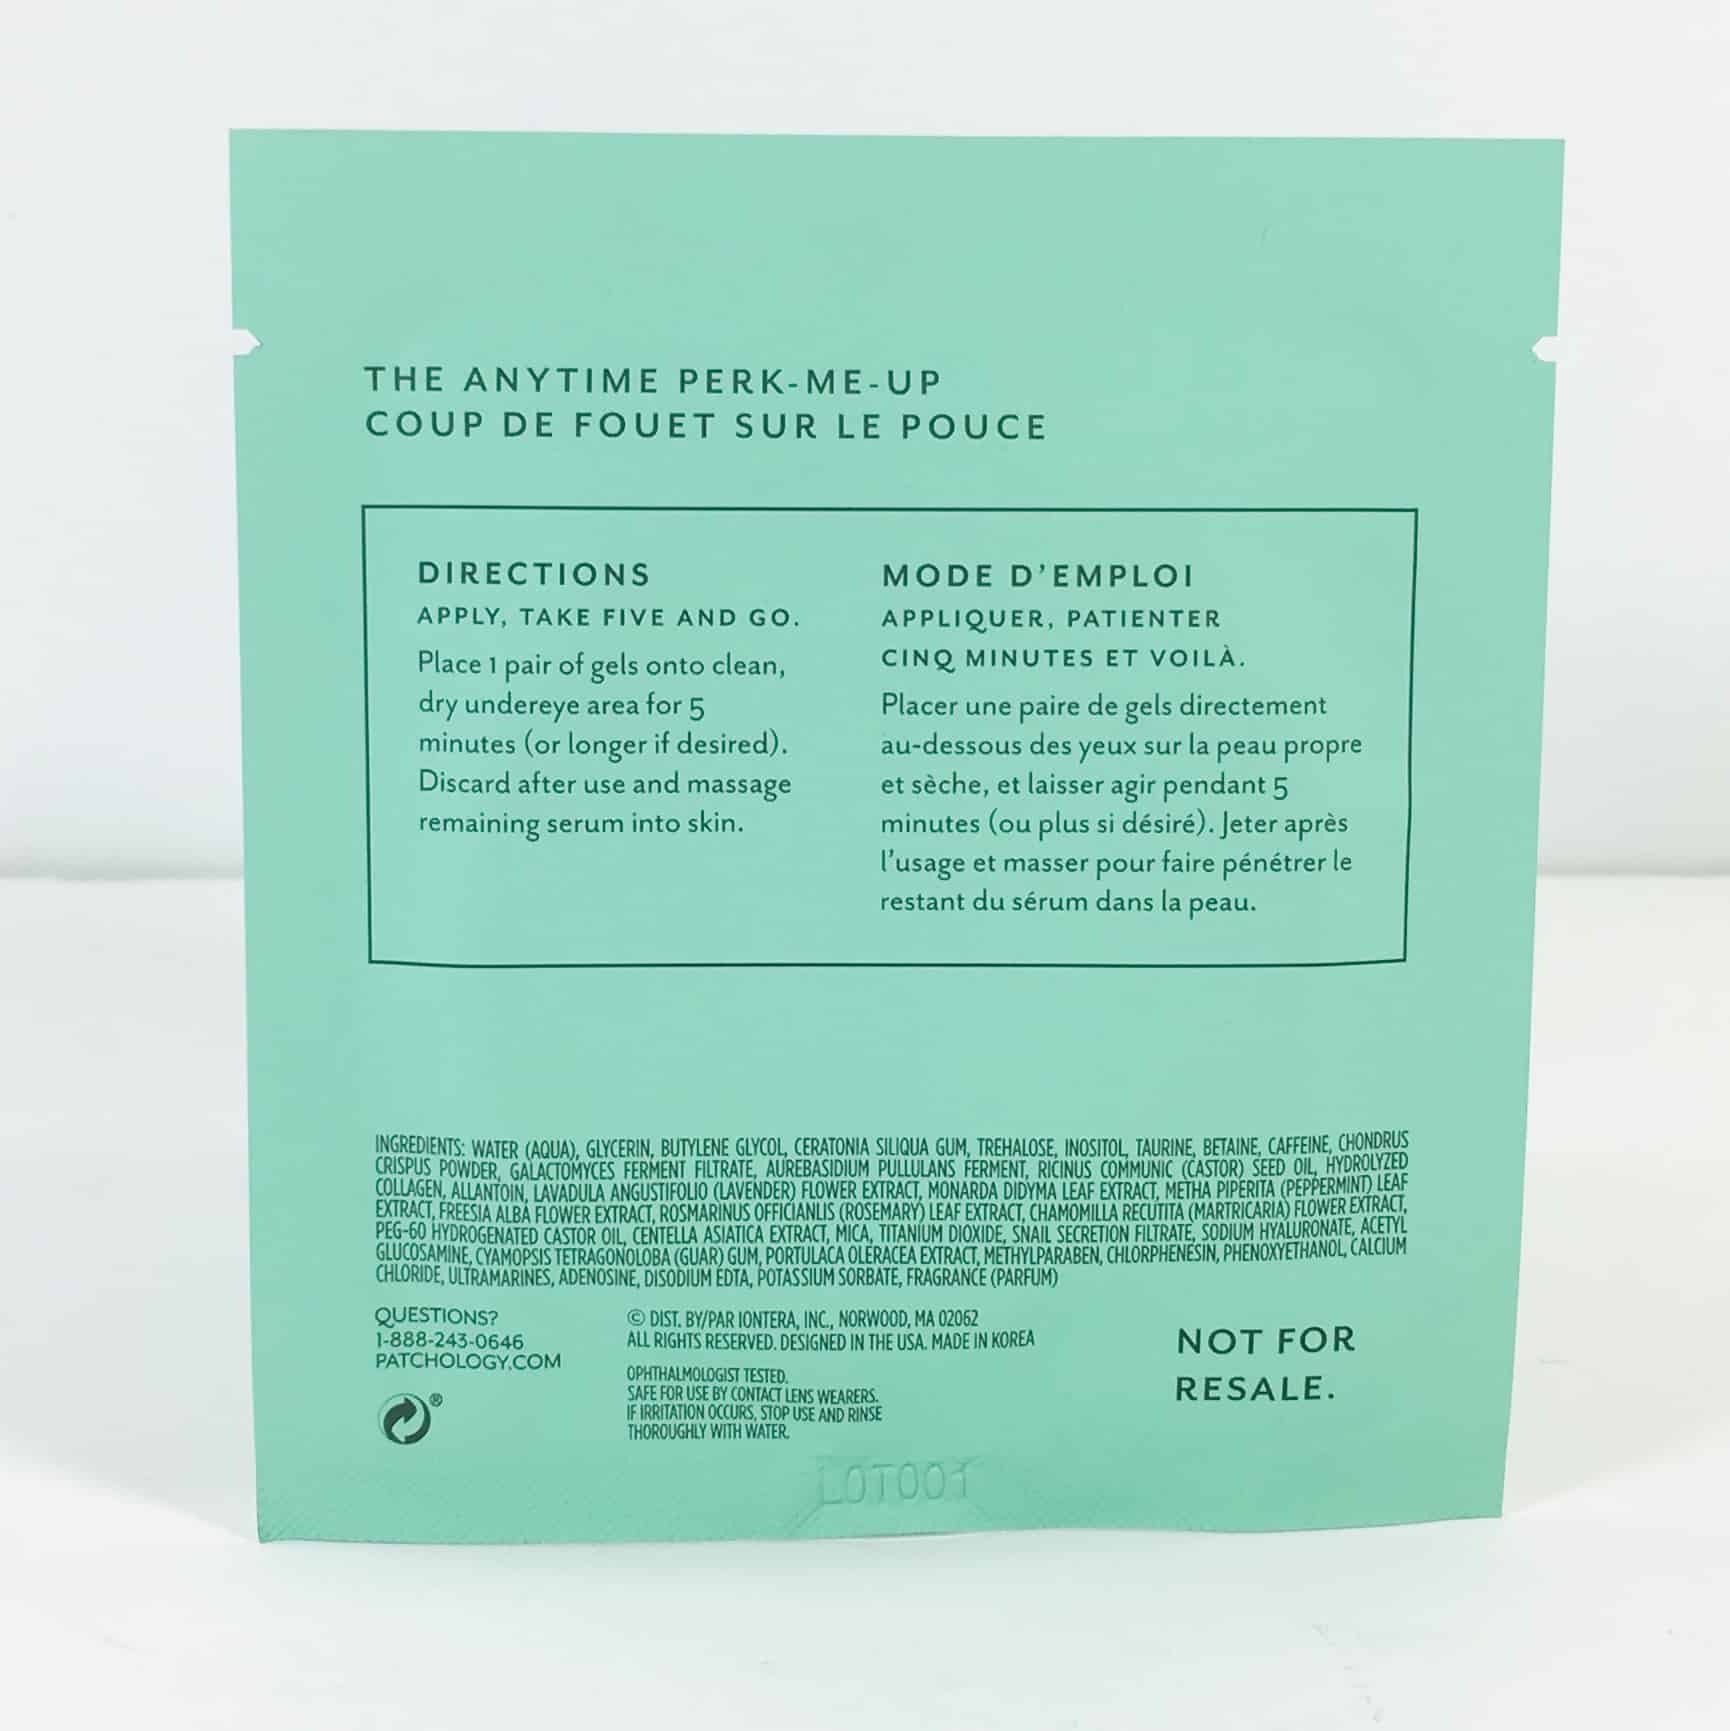 THE ANYTIME PERK-ME-UP
COUP DE FOUET SUR LE POUCE
DIRECTIONS
APPLY, TAKE FIVE AND GO.
Place 1 pair of gels onto clean,
dry undereye area for 5
minutes (or longer if desired).
Discard after use and massage
remaining serum into skin.
MODE D'EMPLOI
APPLIQUER, PATIENTER
CINQ MINUTES ET VOILÀ.
Placer une paire de gels directement
au-dessous des yeux sur la peau propre
et sèche, et laisser agir pendant 5
minutes (ou plus si désiré). Jeter après
l'usage et masser pour faire pénétrer le
restant du sérum dans la peau.
INGREDIENTS: WATER (AQUA), GLYCERIN, BUTYLENE GLYCOL, CERATONIA SILIQUA GUM, TREHALOSE, INOSITOL, TAURINE, BETAINE, CAFFEINE, CHONDRUS
CRISPUS POWDER, GALACTOMYCES FERMENT FILTRATE, AUREBASIDIUM PULLULANS FERMENT, RICINUS COMMUNIC (CASTOR) SEED OIL, HYDROLYZED
COLLAGEN, ALLANTOIN, LAVADULA ANGUSTIFOLIO (LAVENDER) FLOWER EXTRACT, MONARDA DIDYMA LEAF EXTRACT, METHA PIPERITA (PEPPERMINT) LEAF
EXTRACT, FREESIA ALBA FLOWER EXTRACT, ROSMARINUS OFFICIANLIS (ROSEMARY) LEAF EXTRACT, CHAMOMILLA RECUTITA (MARTRICARIA) FLOWER EXTRACT,
PEG-60 HYDROGENATED CASTOR OIL, CENTELLA ASIATICA EXTRACT, MICA, TITANIUM DIOXIDE, SNAIL SECRETION FILTRATE, SODIUM HYALURONATE, ACETYL
GLUCOSAMINE, CYAMOPSIS TETRAGONOLOBA (GUAR) GUM, PORTULACA OLERACEA EXTRACT, METHYLPARABEN, CHLORPHENESIN, PHENOXYETHANOL, CALCIUM
CHLORIDE, ULTRAMARINES, ADENOSINE, DISODIUM EDTA, POTASSIUM SORBATE, FRAGRANCE (PARFUM)
QUESTIONS?
1-888-243-0646
PATCHOLOGY.COM
®
© DIST. BY/PAR IONTERA, INC., NORWOOD, MA 02062
ALL RIGHTS RESERVED. DESIGNED IN THE USA. MADE IN KOREA
OPHTHALMOLOGIST TESTED.
SAFE FOR USE BY CONTACT LENS WEARERS.
IF IRRITATION OCCURS, STOP USE AND RINSE
THOROUGHLY WITH WATER.
NOT FOR
RESALE.
LOT001